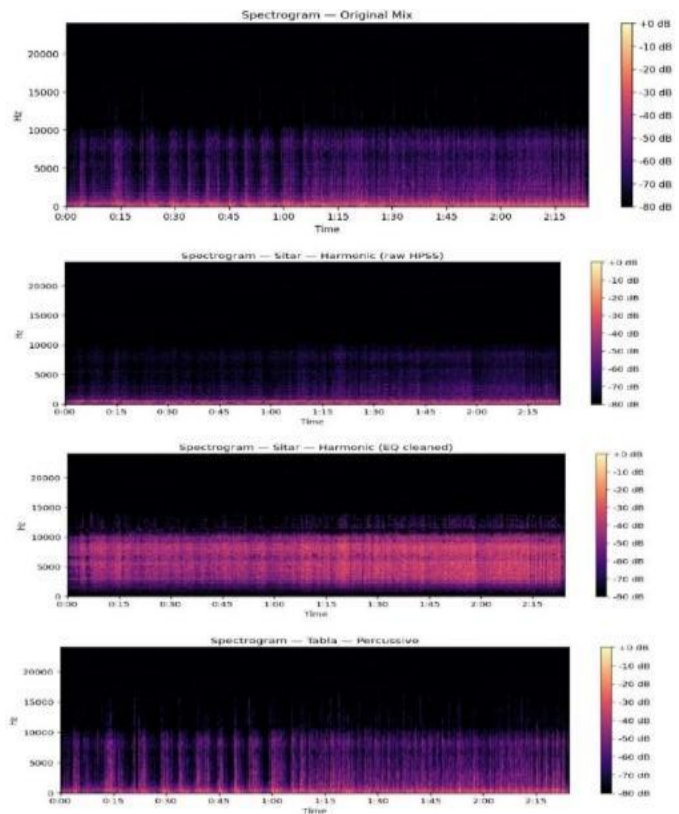 Spectrogram — Original Mix
+0 dB
20000
-10 dB
-20 dB
15000
-30 dB
Hz
-40 dB
10000
-50 dB
5000
-60 dB
-70 dB
0
-80 dB
0:00 0:15 0:30 0:45 1:00 1:15 1:30 1:45 2:00 2:15
Time
Spectrogram — Sitar — Harmonic (raw HPSS)
+0 dB
20000
-10 dB
-20 dB
15000
-30 dB
Hz
-40 dB
10000
-50 dB
5000
-60 dB
-70 dB
0
-80 dB
0:00 0:15 0:30 0:45 1:00 1:15 1:30 1:45 2:00 2:15
Time
Spectrogram — Sitar — Harmonic (EQ cleaned)
+0 dB
20000
-10 dB
-20 dB
15000
-30 dB
Hz
-40 dB
10000
-50 dB
5000
-60 dB
-70 dB
0
-80 dB
0:00 0:15 0:30 0:45 1:00 1:15 1:30 1:45 2:00 2:15
Time
Spectrogram — Tabla — Percussive
+0 dB
20000
-10 dB
-20 dB
15000
-30 dB
Hz
-40 dB
10000
-50 dB
5000
-60 dB
-70 dB
0
-80 dB
0:00 0:15 0:30 0:45 1:00 1:15 1:30 1:45 2:00 2:15
Time